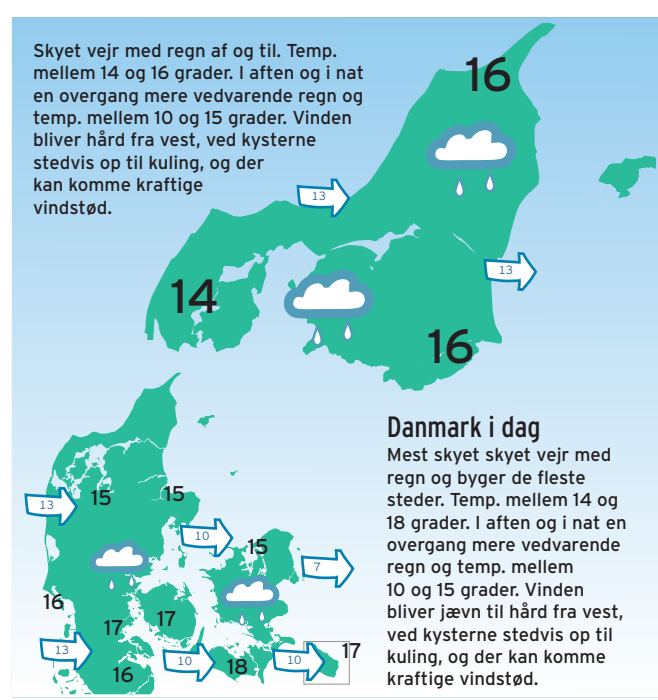 Skyet vejr med regn af og til. Temp.
mellem 14 og 16 grader. I aften og i nat
en overgang mere vedvarende regn og
temp. mellem 10 og 15 grader. Vinden
bliver hård fra vest, ved kysterne
stedvis op til kuling, og der
kan komme kraftige
vindstød.
16
13
13
14
16
Danmark i dag
Mest skyet skyet vejr med
regn og byger de fleste
steder. Temp. mellem 14 og
18 grader. I aften og i nat en
overgang mere vedvarende
regn og temp. mellem
10 og 15 grader. Vinden
bliver jævn til hård fra vest,
ved kysterne stedvis op til
kuling, og der kan komme
kraftige vindstød.
15
15
13
10
15
7
16
17
17
13
10
18
10
17
16